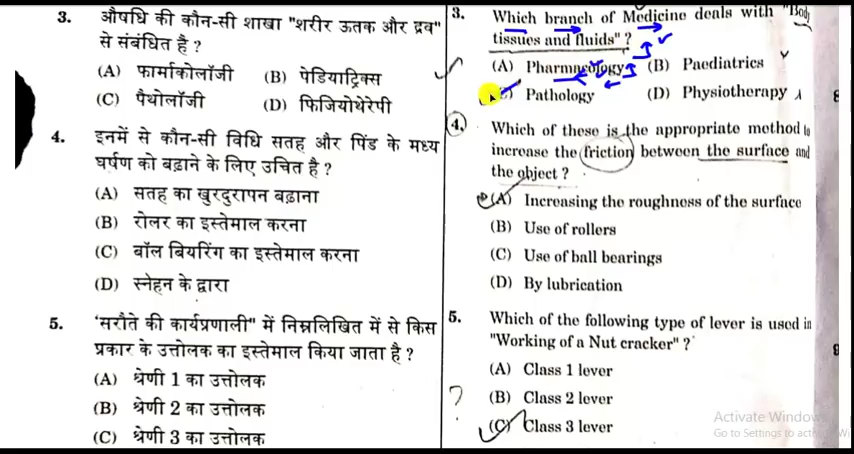 3. औषधि की कौन-सी शाखा "शरीर ऊतक और द्रव"
से संबंधित है ?
(A) फार्माकोलॉजी (B) पेडियाट्रिक्स
(C) पैथोलॉजी (D) फिजियोथेरेपी
4. इनमें से कौन-सी विधि सतह और पिंड के मध्य
घर्षण को बढ़ाने के लिए उचित है ?
(A) सतह का खुरदुरापन बढ़ाना
(B) रोलर का इस्तेमाल करना
(C) बॉल बियरिंग का इस्तेमाल करना
(D) स्नेहन के द्वारा
5. 'सरौते की कार्यप्रणाली" में निम्नलिखित में से किस
प्रकार के उत्तोलक का इस्तेमाल किया जाता है ?
(A) श्रेणी 1 का उत्तोलक
(B) श्रेणी 2 का उत्तोलक
(C) श्रेणी 3 का उत्तोलक
3. Which branch of Medicine deals with "Body
tissues and fluids" ?
(A) Pharmacology (B) Paediatrics
Pathology (D) Physiotherapy
4. Which of these is the appropriate method
increase the friction between the surface and
the object ?
(A) Increasing the roughness of the surface
(B) Use of rollers
(C) Use of ball bearings
(D) By lubrication
5. Which of the following type of lever is used in
"Working of a Nut cracker" ?
(A) Class 1 lever
(B) Class 2 lever
(C) Class 3 lever
?
Activate Windows
Go to Settings to